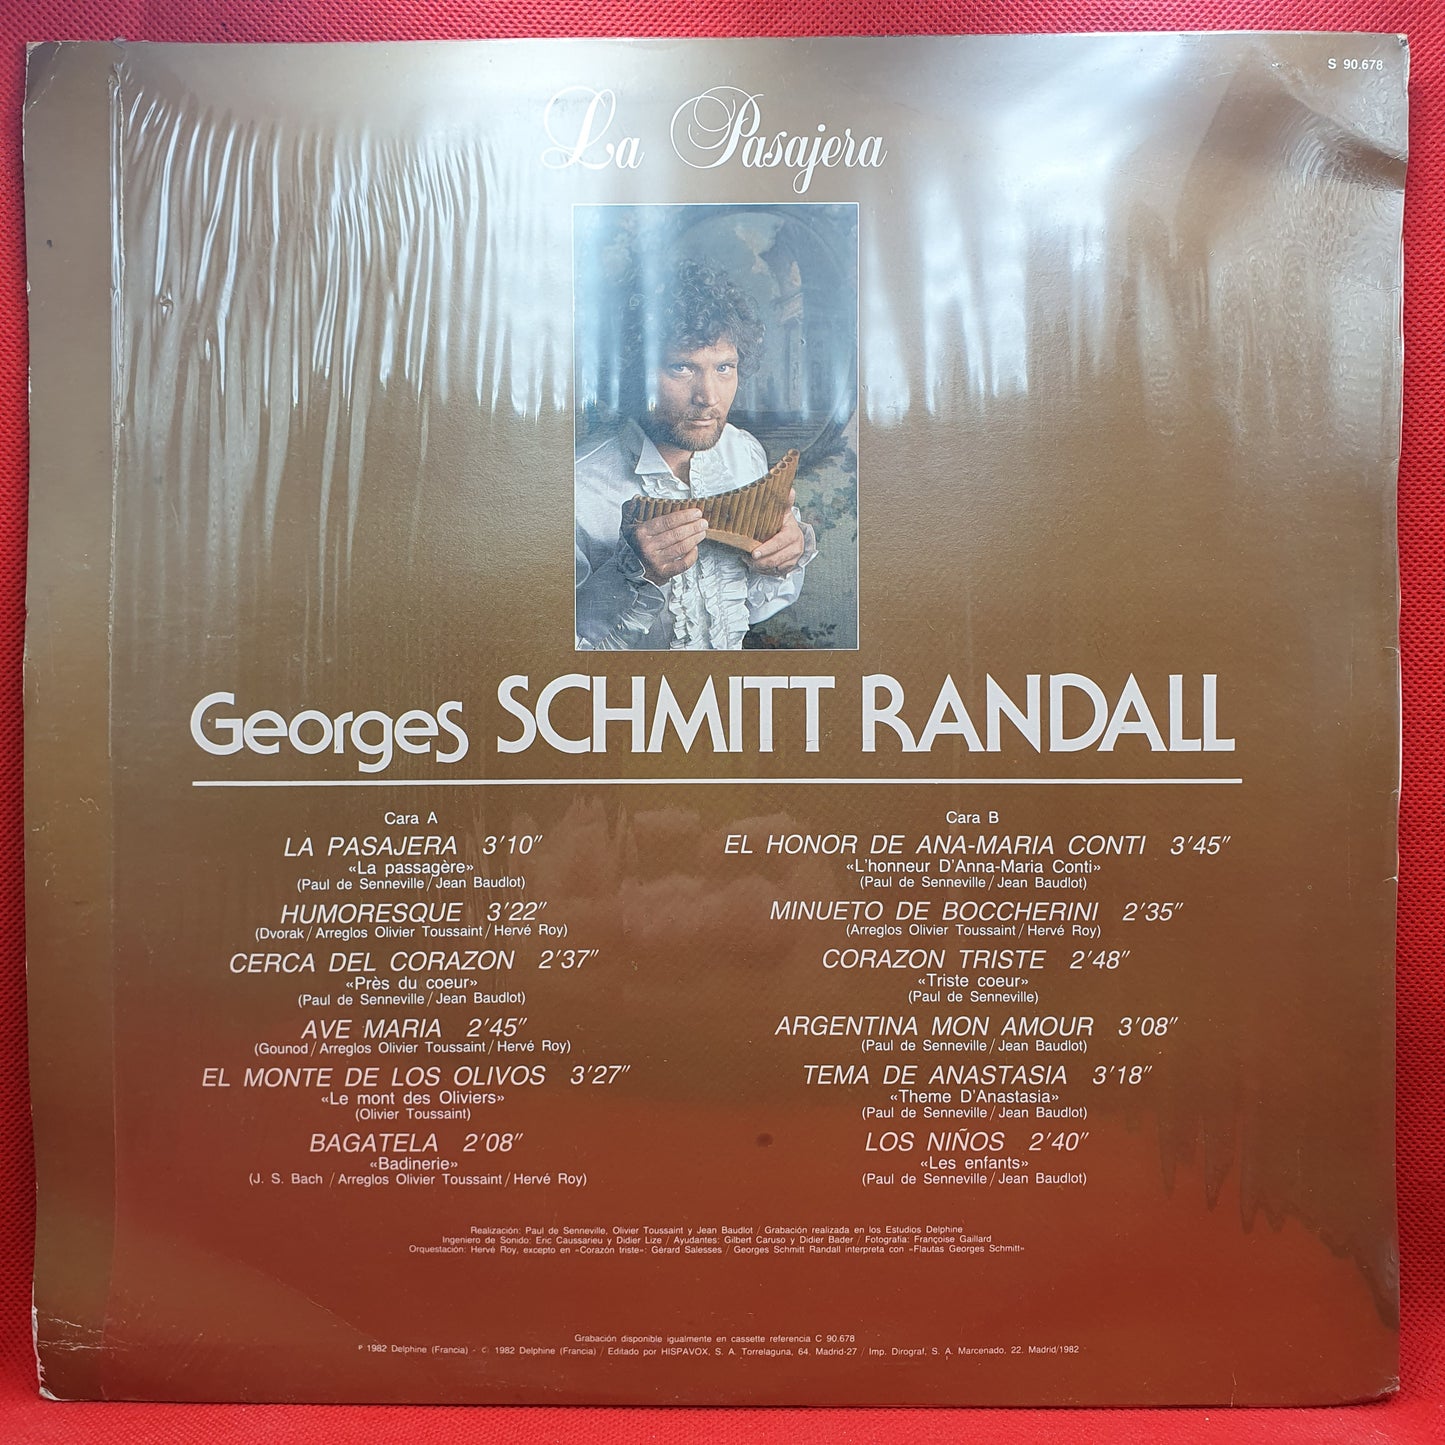 S 90.678
La Pasajera
Georges SCHMITT RANDALL
Cara A
LA PASAJERA 3'10"
«La passagère»
(Paul de Senneville/Jean Baudlot)
HUMORESQUE 3'22"
(Dvorak/Arreglos Olivier Toussaint/Hervé Roy)
CERCA DEL CORAZON 2'37"
«Près du coeur»
(Paul de Senneville/Jean Baudlot)
AVE MARIA 2'45"
(Gounod/Arreglos Olivier Toussaint/Hervé Roy)
EL MONTE DE LOS OLIVOS 3'27"
«Le mont des Oliviers»
(Olivier Toussaint)
BAGATELA 2'08"
«Badinerie»
(J. S. Bach/Arreglos Olivier Toussaint/Hervé Roy)
Cara B
EL HONOR DE ANA-MARIA CONTI 3'45"
«L'honneur D'Anna-Maria Conti»
(Paul de Senneville/Jean Baudlot)
MINUETO DE BOCCHERINI 2'35"
(Arreglos Olivier Toussaint/Hervé Roy)
CORAZON TRISTE 2'48"
«Triste coeur»
(Paul de Senneville)
ARGENTINA MON AMOUR 3'08"
(Paul de Senneville/Jean Baudlot)
TEMA DE ANASTASIA 3'18"
«Theme D'Anastasia»
(Paul de Senneville/Jean Baudlot)
LOS NIÑOS 2'40"
«Les enfants»
(Paul de Senneville/Jean Baudlot)
Realización: Paul de Senneville, Olivier Toussaint y Jean Baudlot / Grabación realizada en los Estudios Delphine
Ingeniero de Sonido: Eric Caussarieu y Didier Lize / Ayudantes: Gilbert Caruso y Didier Bader / Fotografía: Françoise Gaillard
Orquestación: Hervé Roy, excepto en «Corazón triste»: Gérard Salesses / Georges Schmitt Randall interpreta con «Flautas Georges Schmitt»
Grabación disponible igualmente en cassette referencia C 90.678
℗ 1982 Delphine (Francia) - © 1982 Delphine (Francia) / Editado por HISPAVOX, S. A. Torrelaguna, 64. Madrid-27 / Imp. Dirograf, S. A. Marcenado, 22. Madrid/1982